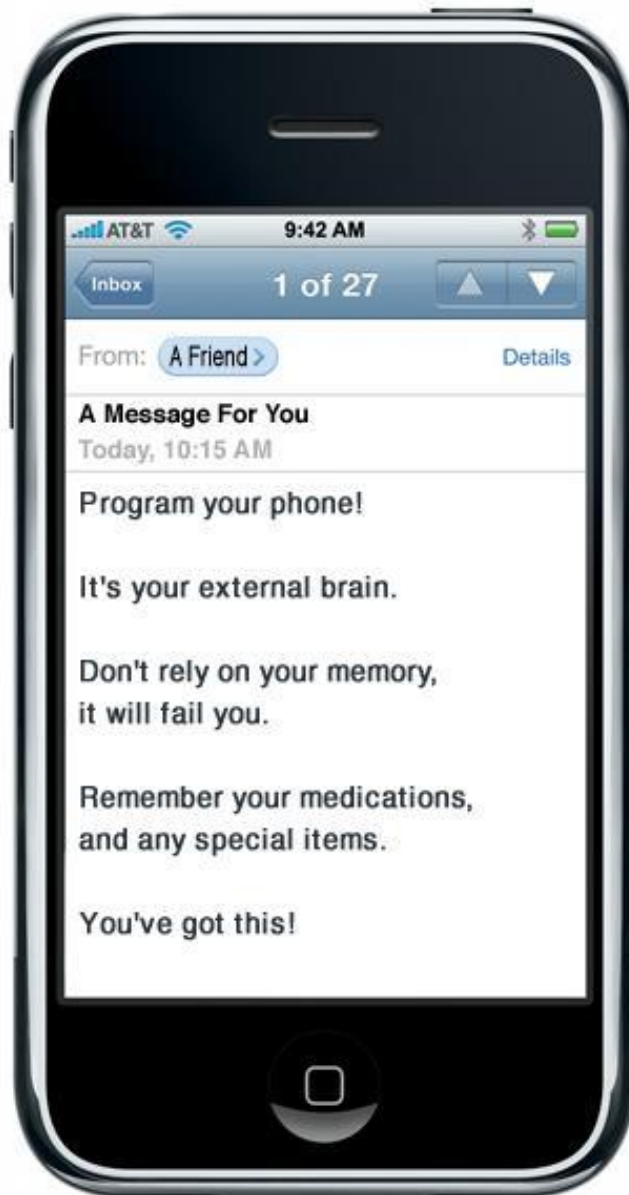 AT&T 9:42 AM
Inbox 1 of 27
From: A Friend > Details
A Message For You
Today, 10:15 AM
Program your phone!
It's your external brain.
Don't rely on your memory,
it will fail you.
Remember your medications,
and any special items.
You've got this!